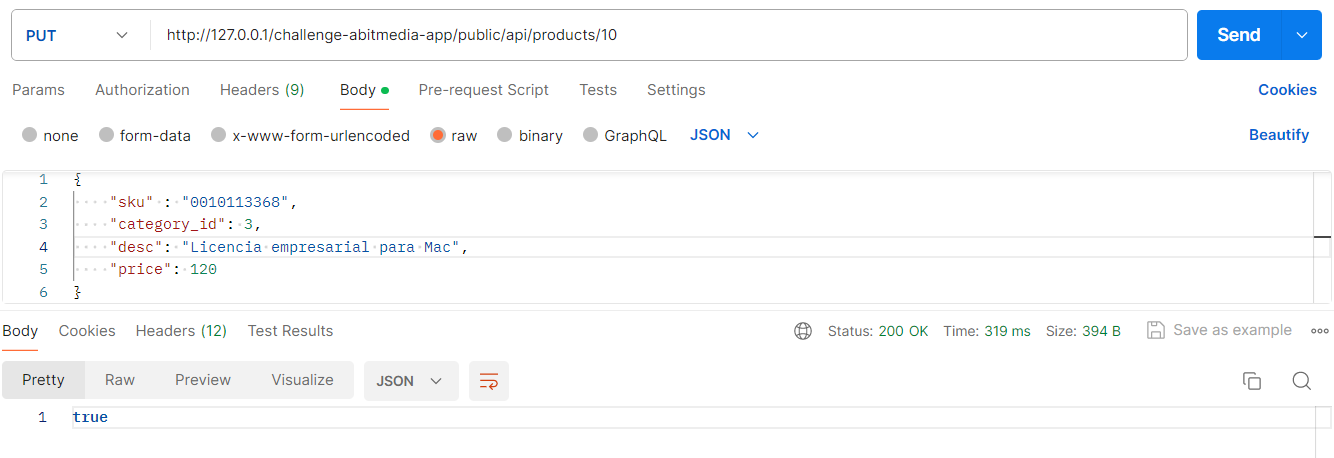 PUT http://127.0.0.1/challenge-abitmedia-app/public/api/products/10 Send
Params Authorization Headers (9) Body Pre-request Script Tests Settings Cookies
none form-data x-www-form-urlencoded raw binary GraphQL JSON Beautify
1 {
2 "sku" : "0010113368",
3 "category_id": 3,
4 "desc": "Licencia empresarial para Mac",
5 "price": 120
6 }
Body Cookies Headers (12) Test Results Status: 200 OK Time: 319 ms Size: 394 B Save as example
Pretty Raw Preview Visualize JSON
1 true